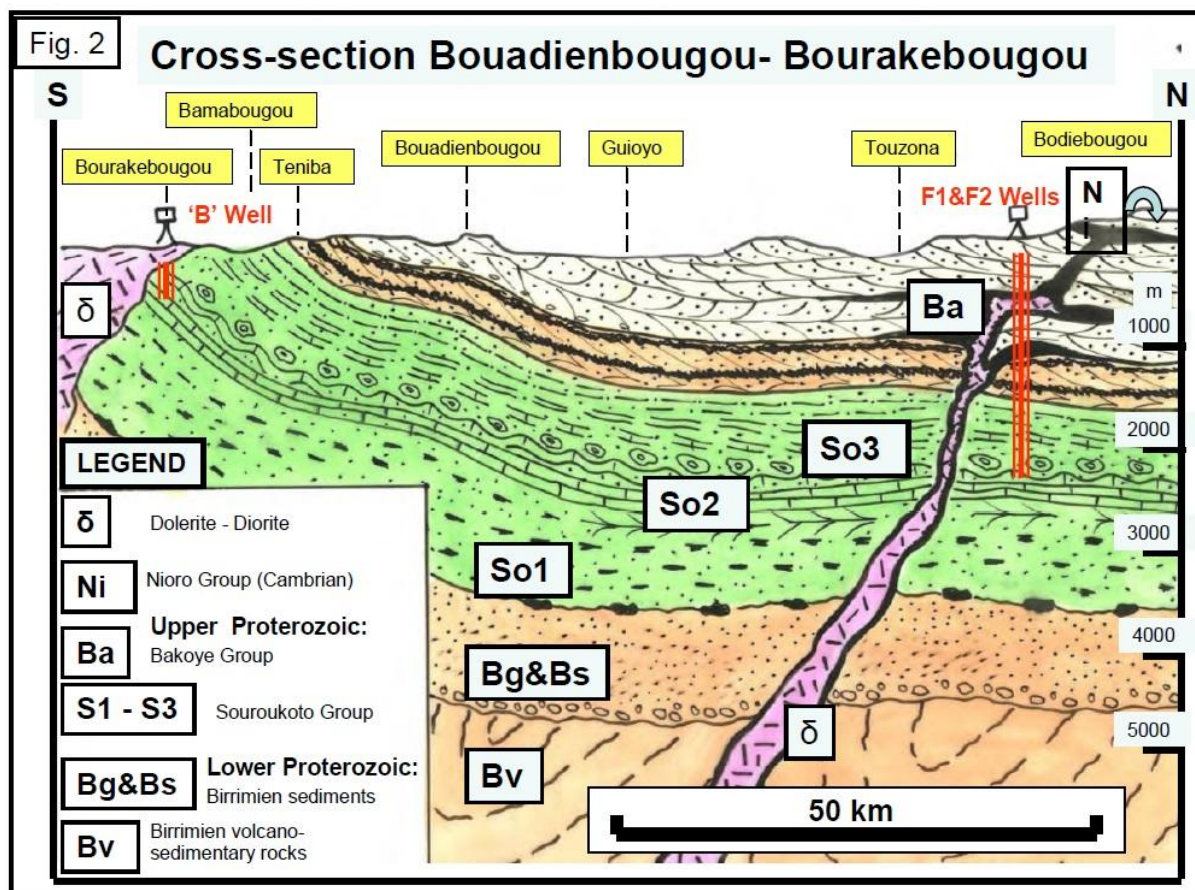 Fig. 2
Cross-section Bouadienbougou- Bourakebougou
S
N
Bamabougou
Bourakebougou
Teniba
Bouadienbougou
Guioyo
Touzona
Bodiebougou
'B' Well
F1&F2 Wells
N
i
δ
Ba
m
1000
2000
So3
So2
3000
So1
4000
Bg&Bs
5000
δ
Bv
50 km
LEGEND
δ Dolerite - Diorite
Ni Nioro Group (Cambrian)
Upper Proterozoic:
Ba Bakoye Group
S1 - S3 Souroukoto Group
Lower Proterozoic:
Bg&Bs Birrimien sediments
Bv Birrimien volcano-
sedimentary rocks